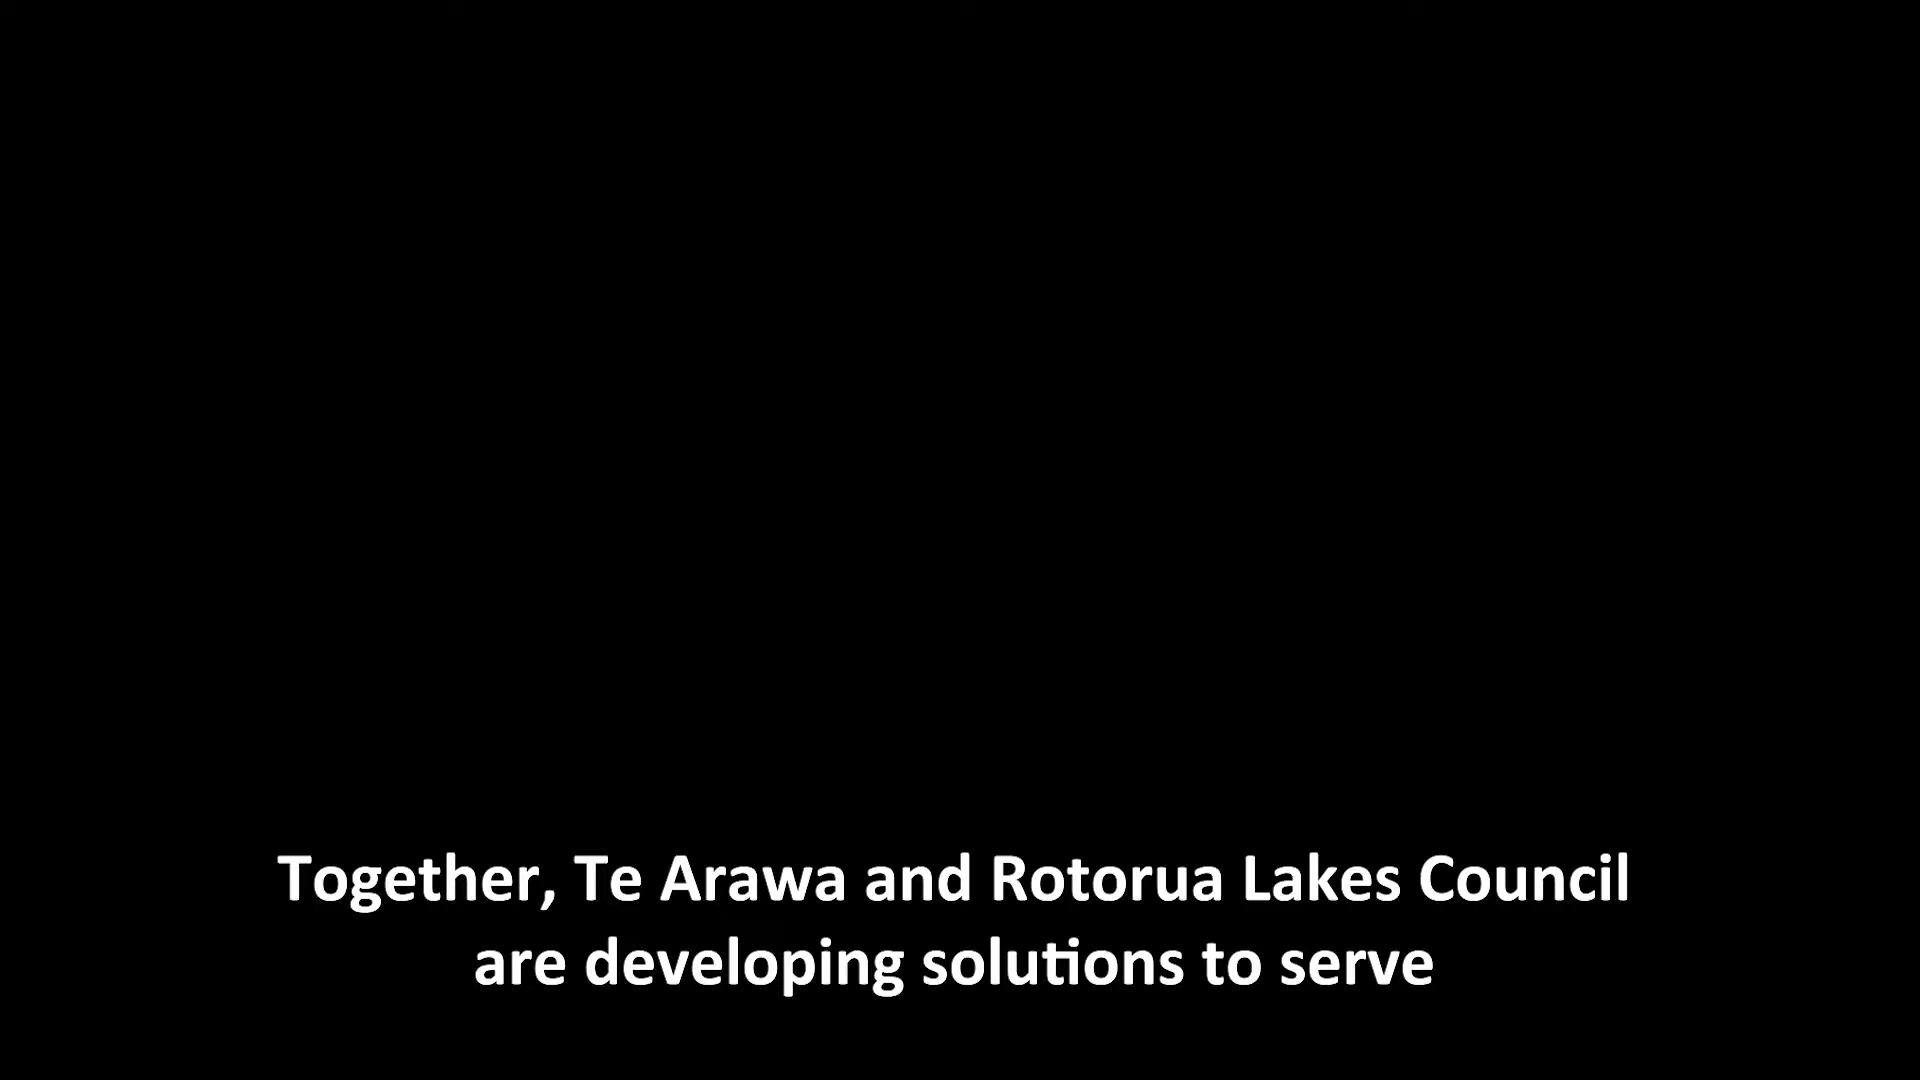 Together, Te Arawa and Rotorua Lakes Council
are developing solutions to serve